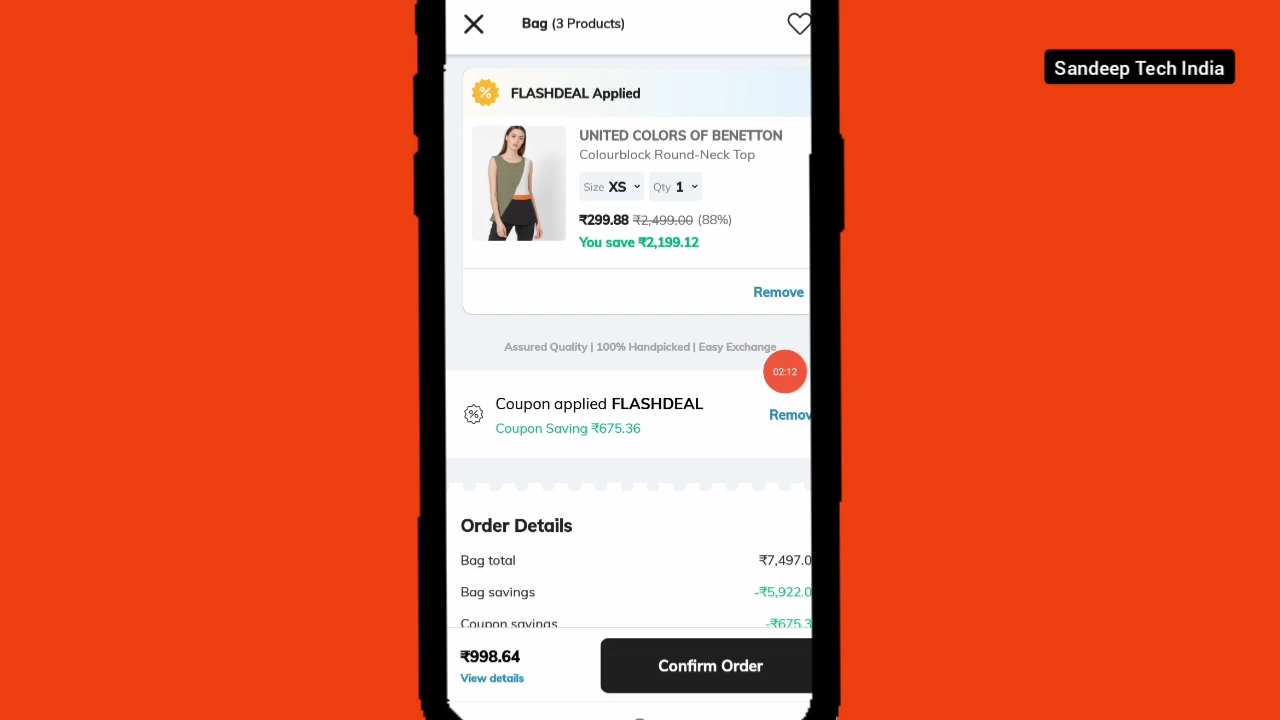 Bag (3 Products)
Sandeep Tech India
FLASHDEAL Applied
UNITED COLORS OF BENETTON
Colourblock Round-Neck Top
Size XS Qty 1
₹299.88 ₹2,499.00 (88%)
You save ₹2,199.12
Remove
Assured Quality | 100% Handpicked | Easy Exchange
02:12
Coupon applied FLASHDEAL
Remov
Coupon Saving ₹675.36
Order Details
Bag total ₹7,497.0
Bag savings -₹5,922.0
Coupon savings -₹675.3
₹998.64
View details
Confirm Order